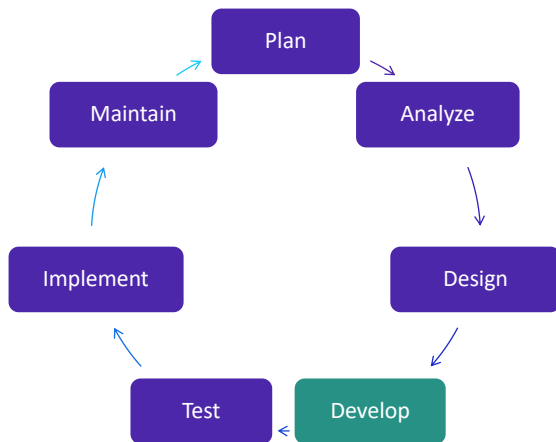 Plan
Analyze
Design
Develop
Test
Implement
Maintain